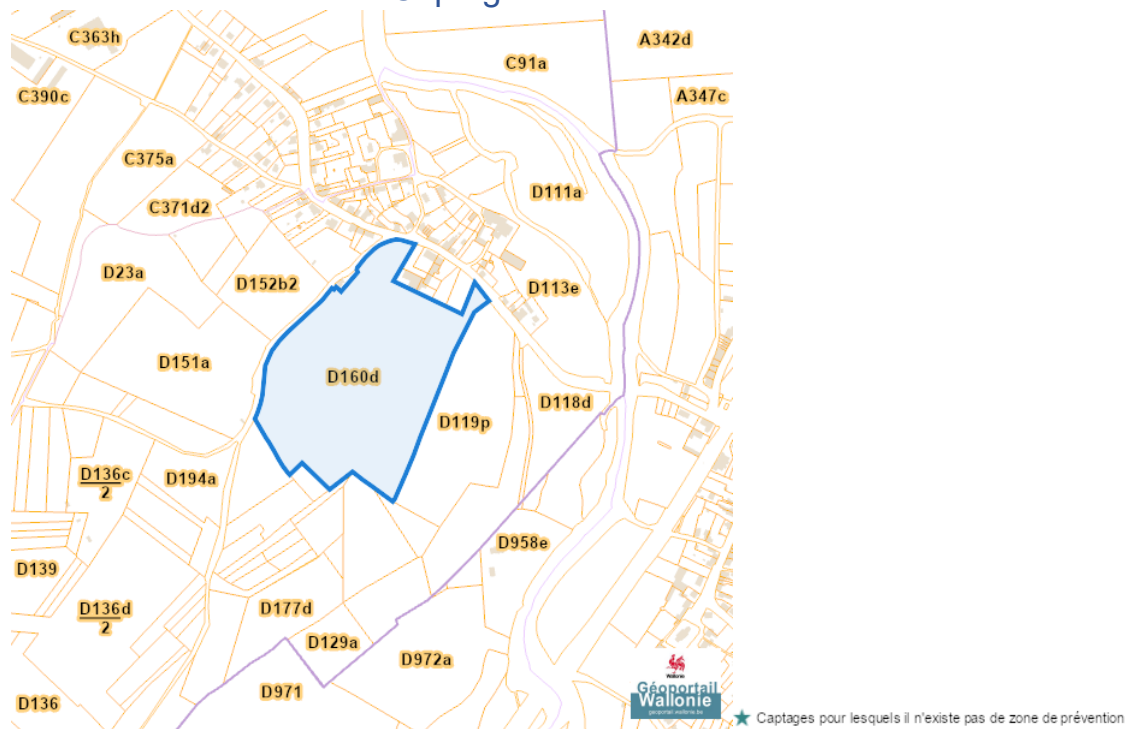 C363h
A342d
C91a
C390c
A347c
C375a
D111a
C371d2
D23a
D152b2
D113e
D151a
D160d
D118d
D119p
D136c
2
D194a
D958e
D139
D136d
2
D177d
D129a
D972a
D971
D136
Wallonie
Géoportail
Wallonie
geoportail.wallonie.be
Captages pour lesquels il n'existe pas de zone de prévention